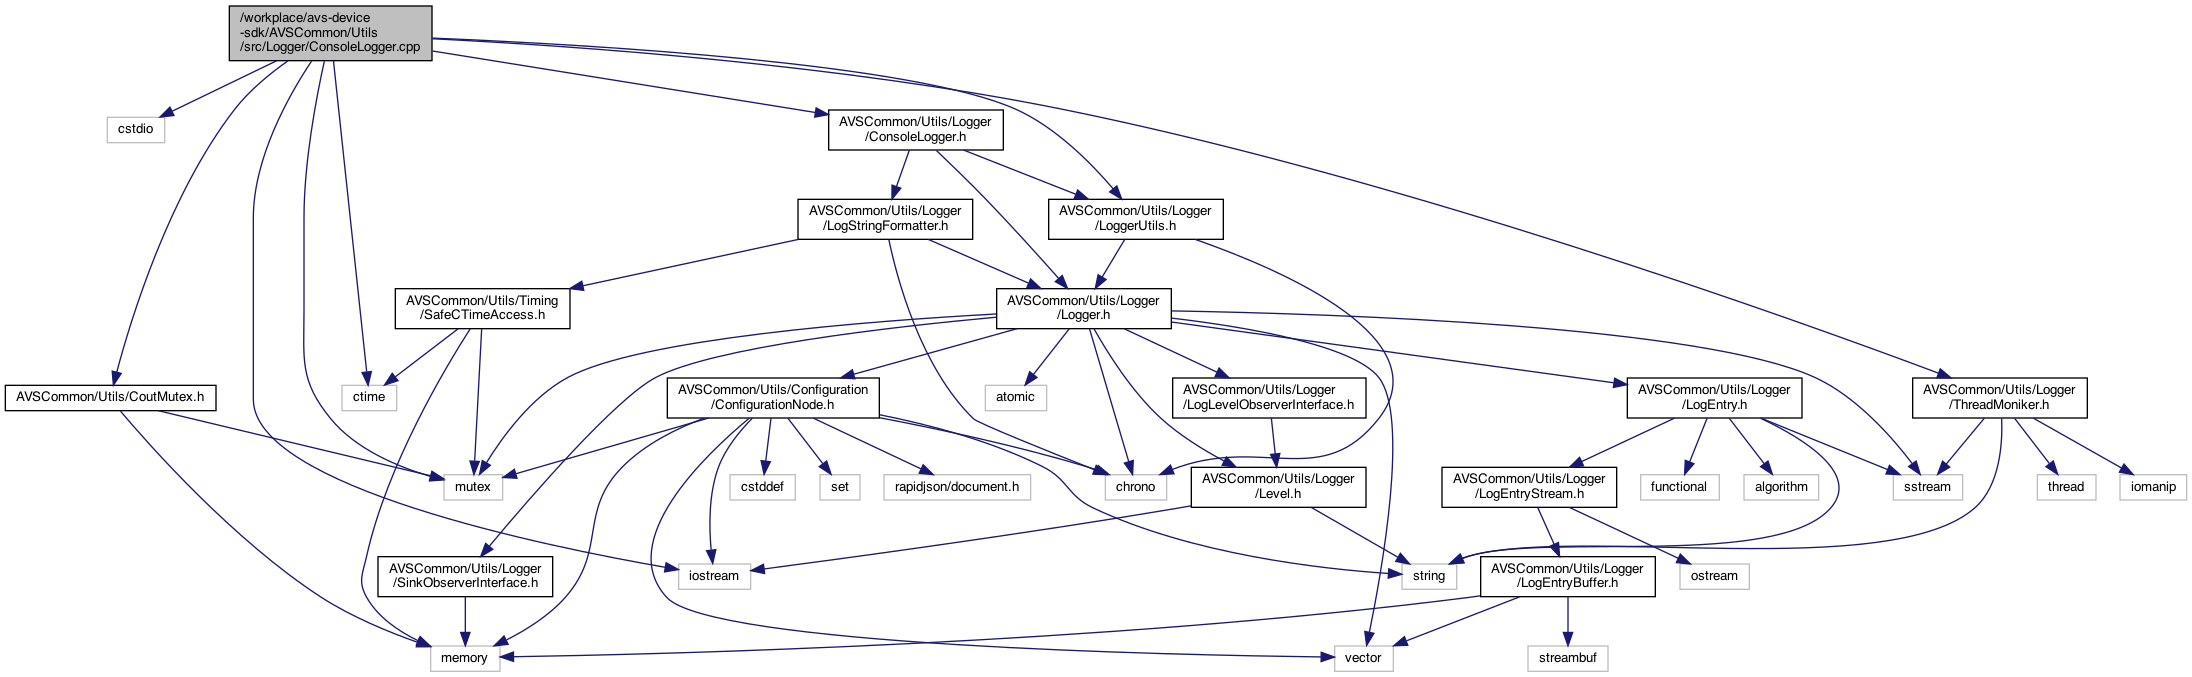 /workplace/avs-device
-sdk/AVSCommon/Utils
/src/Logger/ConsoleLogger.cpp
cstdio
AVSCommon/Utils/Logger
/ConsoleLogger.h
AVSCommon/Utils/Logger
/LogStringFormatter.h
AVSCommon/Utils/Logger
/LoggerUtils.h
AVSCommon/Utils/Timing
/SafeCTimeAccess.h
AVSCommon/Utils/Logger
/Logger.h
AVSCommon/Utils/CoutMutex.h
ctime
AVSCommon/Utils/Configuration
/ConfigurationNode.h
atomic
AVSCommon/Utils/Logger
/LogLevelObserverInterface.h
AVSCommon/Utils/Logger
/LogEntry.h
AVSCommon/Utils/Logger
/ThreadMoniker.h
mutex
cstddef
set
rapidjson/document.h
chrono
AVSCommon/Utils/Logger
/Level.h
AVSCommon/Utils/Logger
/LogEntryStream.h
functional
algorithm
sstream
thread
iomanip
AVSCommon/Utils/Logger
/SinkObserverInterface.h
iostream
string
AVSCommon/Utils/Logger
/LogEntryBuffer.h
ostream
memory
vector
streambuf